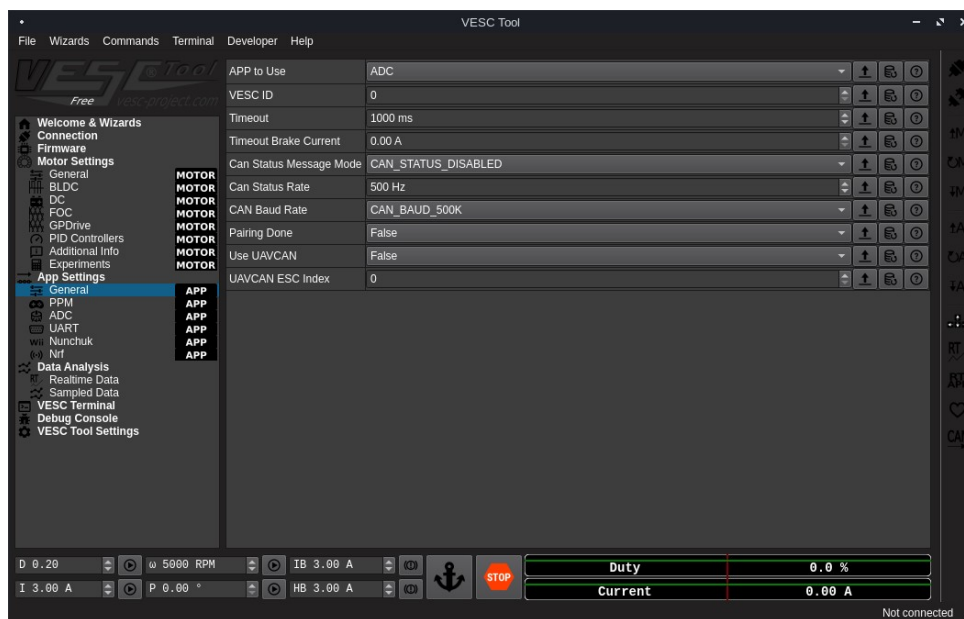 VESC Tool
File Wizards Commands Terminal Developer Help
VESC Tool
Free vesc-project.com
Welcome & Wizards
Connection
Firmware
Motor Settings
General MOTOR
BLDC MOTOR
DC MOTOR
FOC MOTOR
GPDrive MOTOR
PID Controllers MOTOR
Additional Info MOTOR
Experiments MOTOR
App Settings
General APP
PPM APP
ADC APP
UART APP
Wii Nunchuk APP
Nrf APP
Data Analysis
RT Realtime Data
Sampled Data
VESC Terminal
Debug Console
VESC Tool Settings
APP to Use ADC
VESC ID 0
Timeout 1000 ms
Timeout Brake Current 0.00 A
Can Status Message Mode CAN_STATUS_DISABLED
Can Status Rate 500 Hz
CAN Baud Rate CAN_BAUD_500K
Pairing Done False
Use UAVCAN False
UAVCAN ESC Index 0
D 0.20 ω 5000 RPM IB 3.00 A
I 3.00 A P 0.00 ° HB 3.00 A
STOP
Duty 0.0 %
Current 0.00 A
Not connected